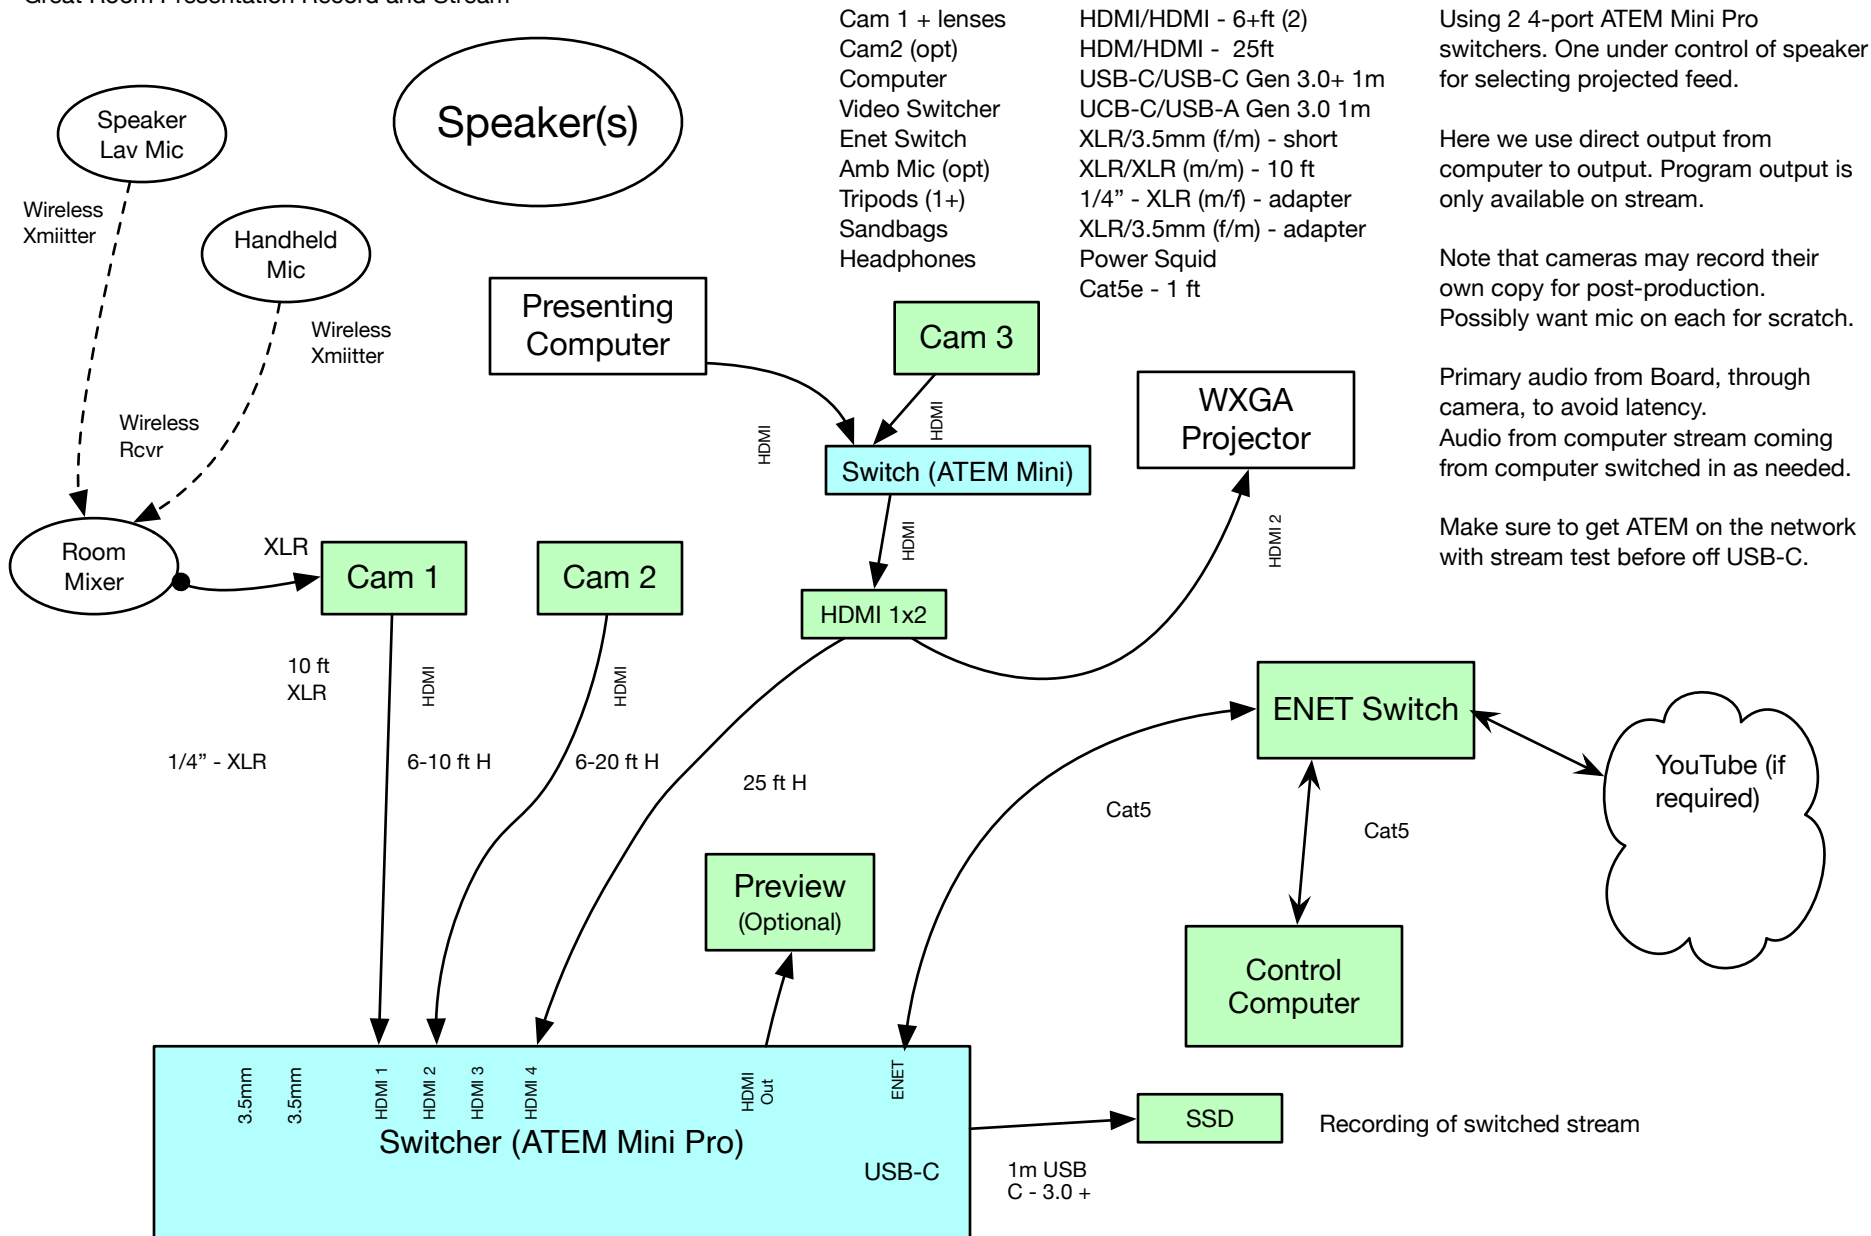 Great Room Presentation Record and Stream
Cam 1 + lenses
Cam2 (opt)
Computer
Video Switcher
Enet Switch
Amb Mic (opt)
Tripods (1+)
Sandbags
Headphones
HDMI/HDMI - 6+ft (2)
HDM/HDMI -  25ft
USB-C/USB-C Gen 3.0+ 1m
UCB-C/USB-A Gen 3.0 1m
XLR/3.5mm (f/m) - short
XLR/XLR (m/m) - 10 ft
1/4” - XLR (m/f) - adapter
XLR/3.5mm (f/m) - adapter
Power Squid
Cat5e - 1 ft
Using 2 4-port ATEM Mini Pro
switchers. One under control of speaker
for selecting projected feed.
Here we use direct output from
computer to output. Program output is
only available on stream.
Note that cameras may record their
own copy for post-production.
Possibly want mic on each for scratch.
Primary audio from Board, through
camera, to avoid latency.
Audio from computer stream coming
from computer switched in as needed.
Make sure to get ATEM on the network
with stream test before off USB-C.
Speaker
Lav Mic
Speaker(s)
Wireless
Xmiitter
Handheld
Mic
Wireless
Xmiitter
Wireless
Rcvr
Presenting
Computer
Cam 3
HDMI
HDMI
WXGA
Projector
Switch (ATEM Mini)
HDMI
HDMI 2
Room
Mixer
XLR
Cam 1
Cam 2
HDMI 1x2
10 ft
XLR
HDMI
HDMI
1/4” - XLR
6-10 ft H
6-20 ft H
25 ft H
ENET Switch
YouTube (if
required)
Cat5
Cat5
Preview
(Optional)
Control
Computer
3.5mm
3.5mm
HDMI 1
HDMI 2
HDMI 3
HDMI 4
HDMI
Out
ENET
Switcher (ATEM Mini Pro)
USB-C
SSD
Recording of switched stream
1m USB
C - 3.0 +